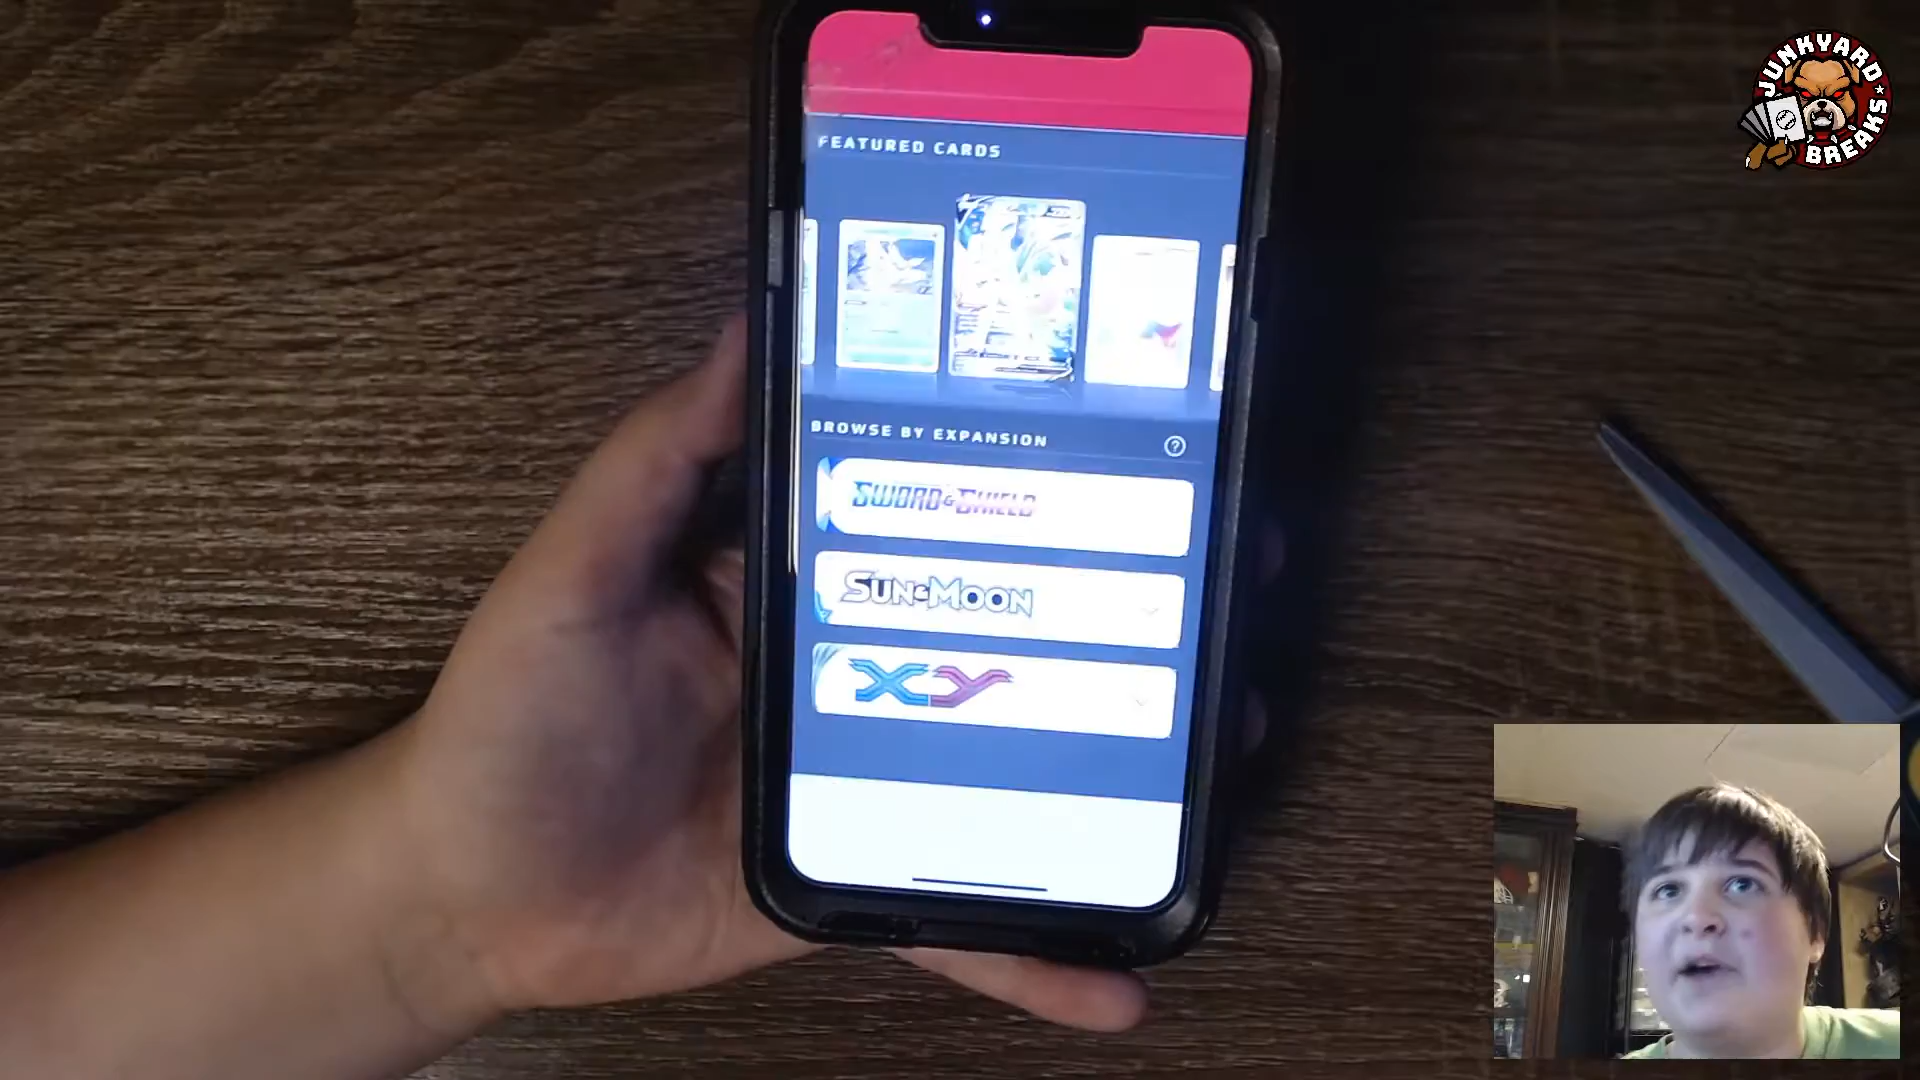 JUNKYARD
BREAKS
FEATURED CARDS
BROWSE BY EXPANSION
?
SWORD & SHIELD
SUN & MOON
XY